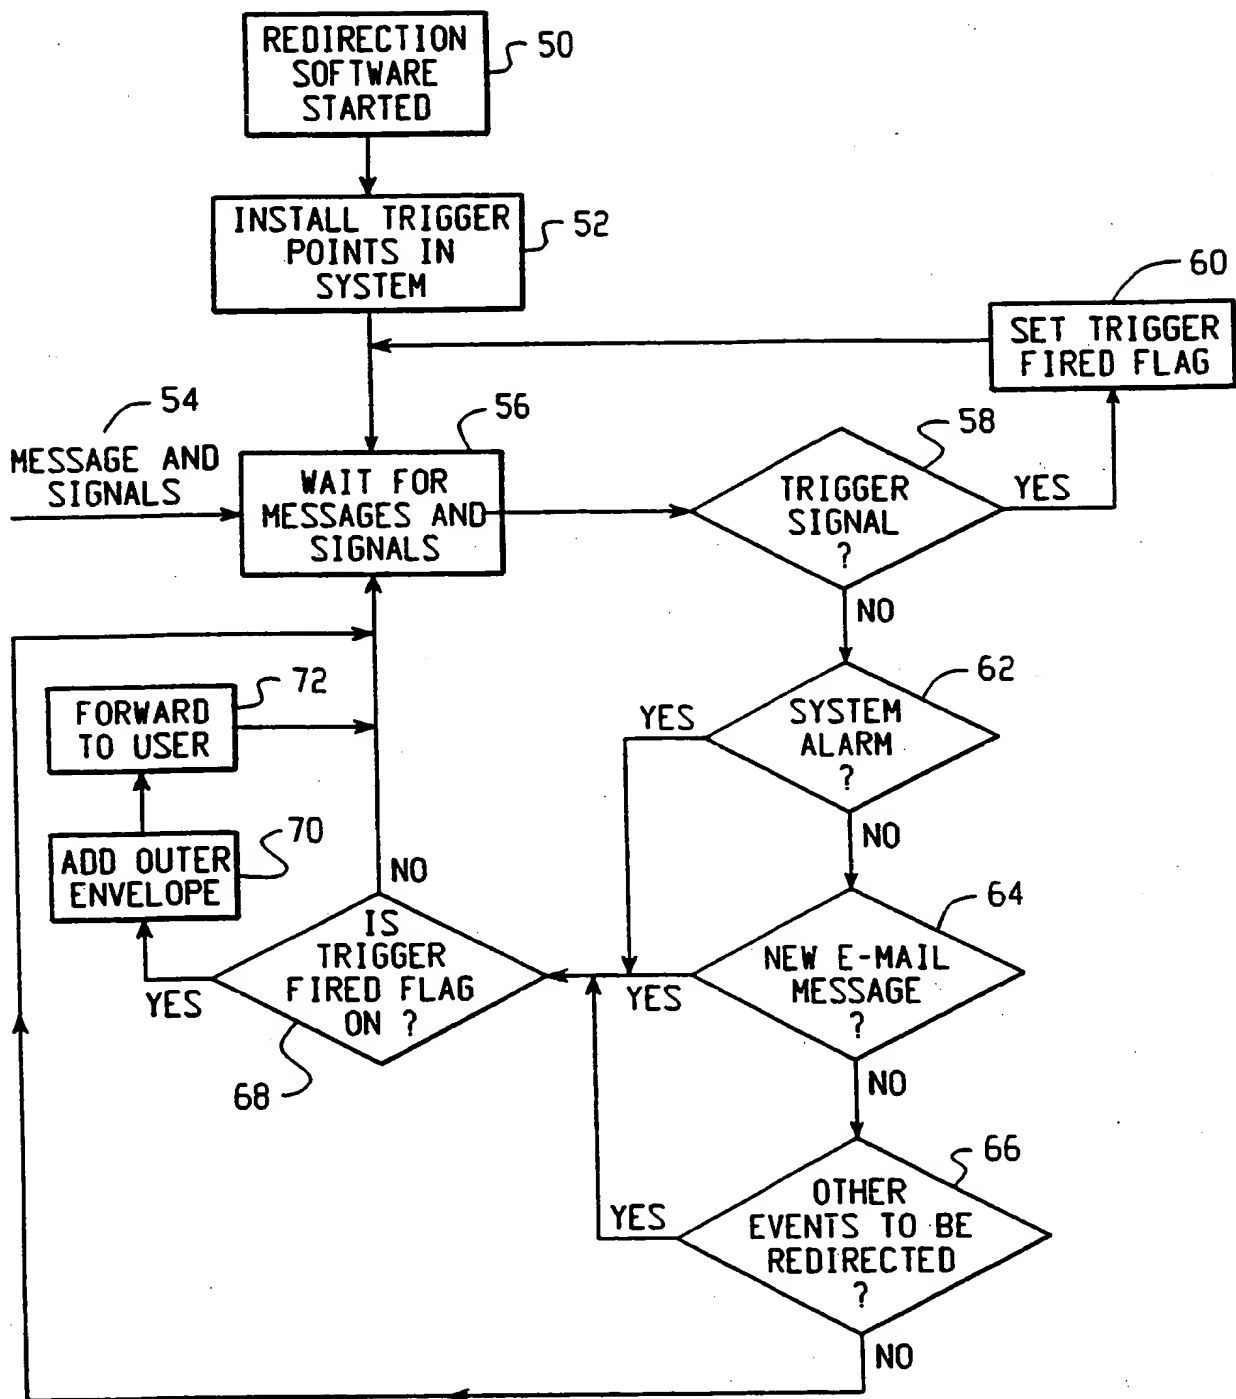 REDIRECTION
SOFTWARE
STARTED
50
INSTALL TRIGGER
POINTS IN
SYSTEM
52
60
SET TRIGGER
FIRED FLAG
54
MESSAGE AND
SIGNALS
56
WAIT FOR
MESSAGES AND
SIGNALS
58
TRIGGER
SIGNAL
?
YES
NO
62
SYSTEM
ALARM
?
YES
NO
72
FORWARD
TO USER
70
ADD OUTER
ENVELOPE
NO
IS
TRIGGER
FIRED FLAG
ON ?
YES
68
64
NEW E-MAIL
MESSAGE
?
YES
NO
66
OTHER
EVENTS TO BE
REDIRECTED
?
YES
NO